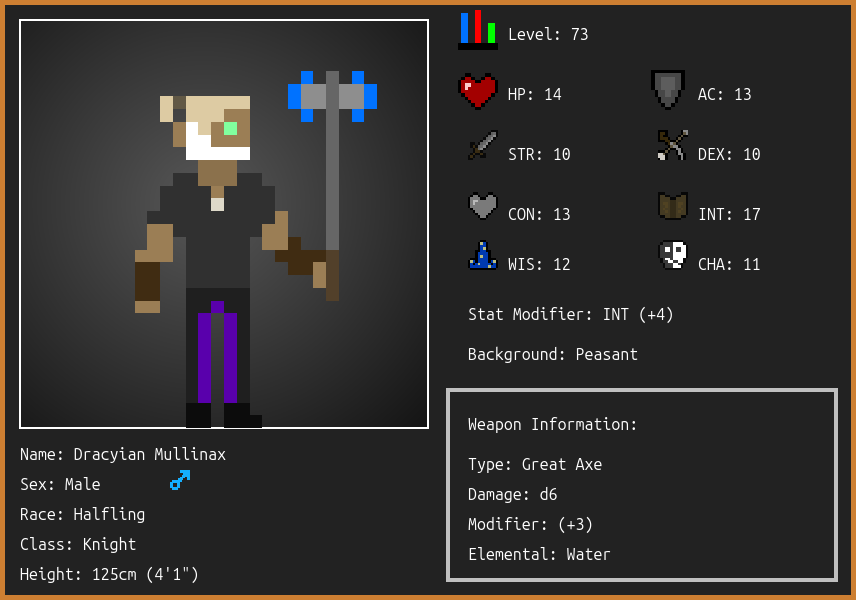 Level: 73
HP: 14
AC: 13
STR: 10
DEX: 10
CON: 13
INT: 17
WIS: 12
CHA: 11
Stat Modifier: INT (+4)
Background: Peasant
Weapon Information:
Type: Great Axe
Damage: d6
Modifier: (+3)
Elemental: Water
Name: Dracyian Mullinax
Sex: Male
Race: Halfling
Class: Knight
Height: 125cm (4'1")